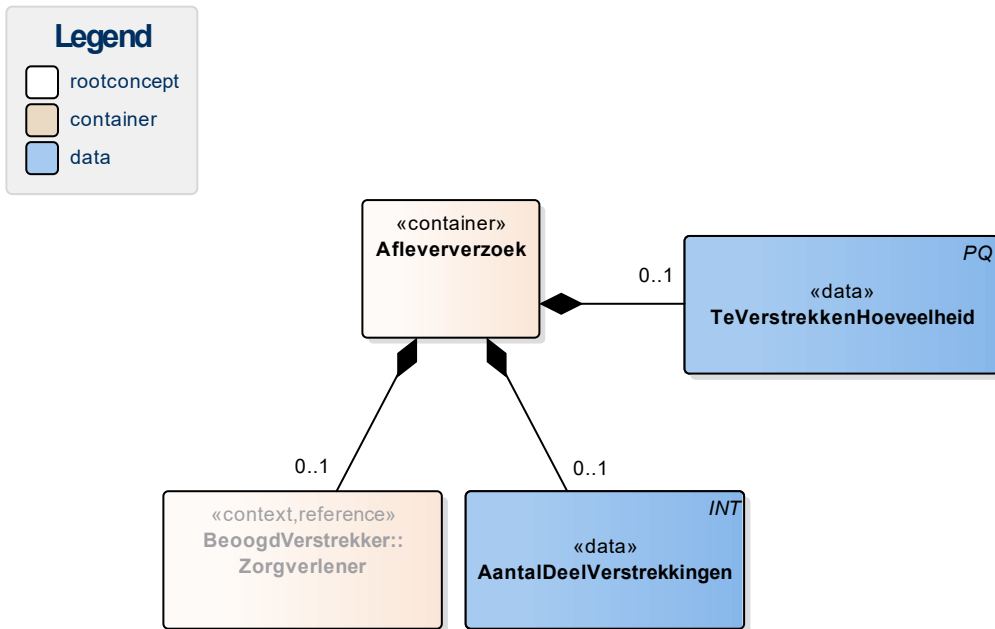 Legend
rootconcept
container
data
«container»
Afleververzoek
0..1
PQ
«data»
TeVerstrekkenHoeveelheid
0..1
0..1
«context,reference»
BeoogdVerstrekker::
Zorgverlener
INT
«data»
AantalDeelVerstrekkingen